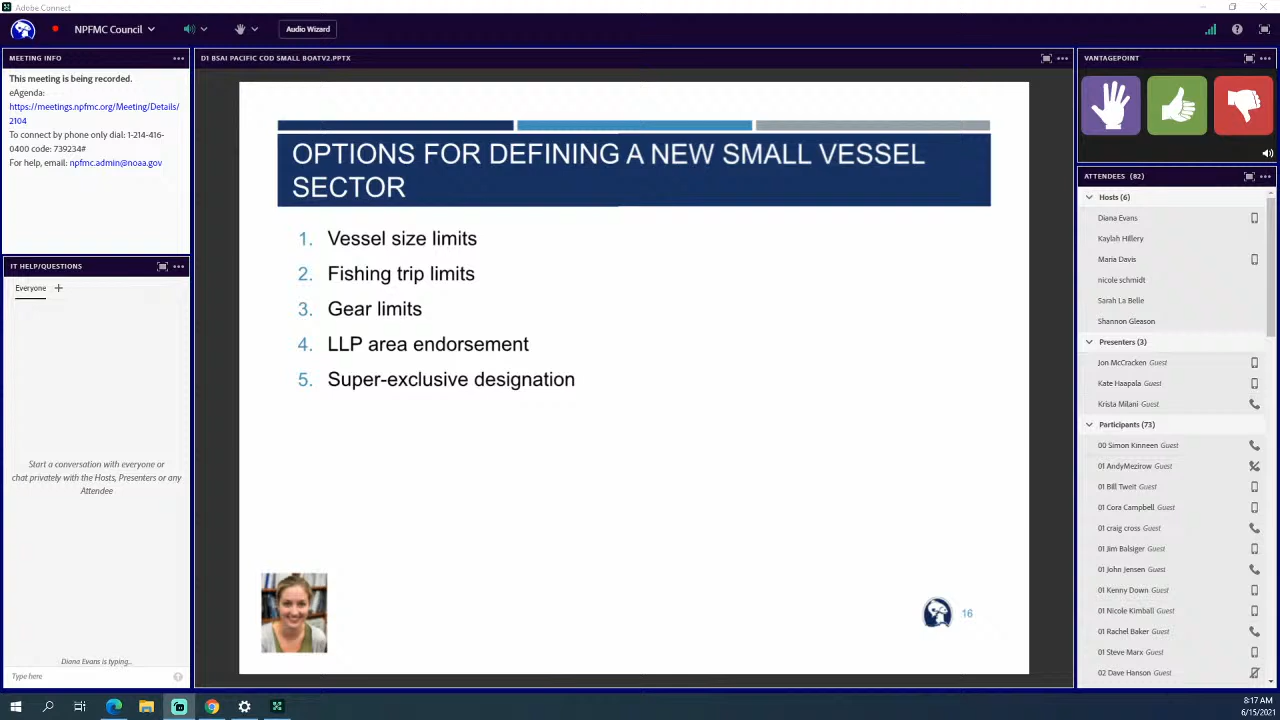 Adobe Connect
NPFMC Council
Audio Wizard
MEETING INFO
This meeting is being recorded.
eAgenda:
https://meetings.npfmc.org/Meeting/Details/
2104
To connect by phone only dial: 1-214-416-
0400 code: 739234#
For help, email: npfmc.admin@noaa.gov
IT HELP/QUESTIONS
Everyone
Start a conversation with everyone or
chat privately with the Hosts, Presenters or any
Attendee
Diana Evans is typing...
Type here
D1 BSAI PACIFIC COD SMALL BOATV2.PPTX
OPTIONS FOR DEFINING A NEW SMALL VESSEL
SECTOR
1. Vessel size limits
2. Fishing trip limits
3. Gear limits
4. LLP area endorsement
5. Super-exclusive designation
16
VANTAGEPOINT
ATTENDEES (82)
Hosts (6)
Diana Evans
Kaylah Hillery
Maria Davis
nicole schmidt
Sarah La Belle
Shannon Gleason
Presenters (3)
Jon McCracken Guest
Kate Haapala Guest
Krista Milani Guest
Participants (73)
00 Simon Kinneen Guest
01 AndyMezirow Guest
01 Bill Tweit Guest
01 Cora Campbell Guest
01 craig cross Guest
01 Jim Balsiger Guest
01 John Jensen Guest
01 Kenny Down Guest
01 Nicole Kimball Guest
01 Rachel Baker Guest
01 Steve Marx Guest
02 Dave Hanson Guest
8:17 AM
6/15/2021